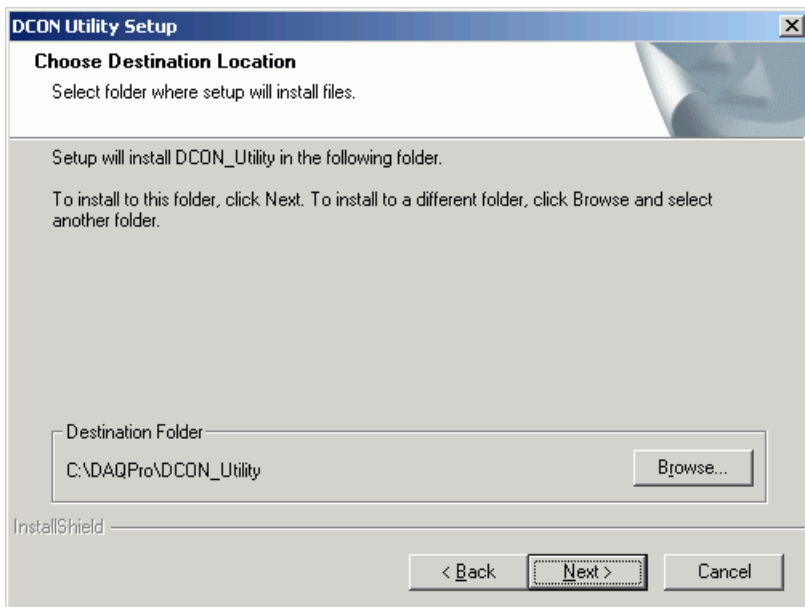 DCON Utility Setup
Choose Destination Location
Select folder where setup will install files.
Setup will install DCON_Utility in the following folder.
To install to this folder, click Next. To install to a different folder, click Browse and select
another folder.
Destination Folder
C:\DAQPro\DCON_Utility
Browse...
InstallShield
< Back
Next >
Cancel